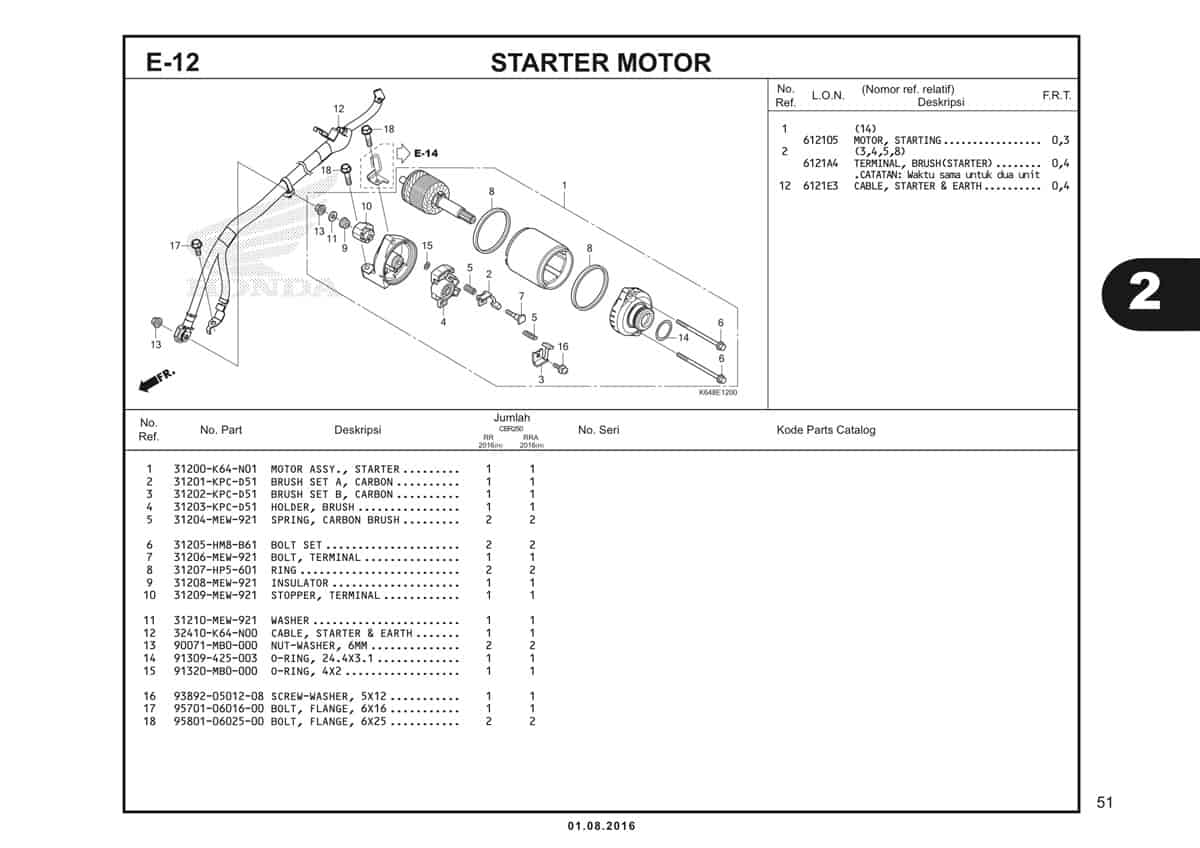 E-12 STARTER MOTOR
No. Ref. L.O.N. (Nomor ref. relatif) Deskripsi F.R.T.
1 (14)
612105 MOTOR, STARTING................. 0,3
2 (3,4,5,8)
6121A4 TERMINAL, BRUSH(STARTER)........ 0,4
.CATATAN: Waktu sama untuk dua unit
12 6121E3 CABLE, STARTER & EARTH.......... 0,4
12
18
E-14
18
1
8
10
13
11
9
17
15
8
5
2
7
4
5
6
14
16
6
13
3
HONDA
FR.
K648E1200
2
No. Ref. No. Part Deskripsi Jumlah No. Seri Kode Parts Catalog
CBR250
RR RRA
2016(H) 2016(H)
1 31200-K64-N01 MOTOR ASSY., STARTER......... 1 1
2 31201-KPC-D51 BRUSH SET A, CARBON.......... 1 1
3 31202-KPC-D51 BRUSH SET B, CARBON.......... 1 1
4 31203-KPC-D51 HOLDER, BRUSH................ 1 1
5 31204-MEW-921 SPRING, CARBON BRUSH......... 2 2
6 31205-HM8-B61 BOLT SET..................... 2 2
7 31206-MEW-921 BOLT, TERMINAL............... 1 1
8 31207-HP5-601 RING......................... 2 2
9 31208-MEW-921 INSULATOR.................... 1 1
10 31209-MEW-921 STOPPER, TERMINAL............ 1 1
11 31210-MEW-921 WASHER....................... 1 1
12 32410-K64-N00 CABLE, STARTER & EARTH....... 1 1
13 90071-MB0-000 NUT-WASHER, 6MM.............. 2 2
14 91309-425-003 O-RING, 24.4X3.1............. 1 1
15 91320-MB0-000 O-RING, 4X2.................. 1 1
16 93892-05012-08 SCREW-WASHER, 5X12........... 1 1
17 95701-06016-00 BOLT, FLANGE, 6X16........... 1 1
18 95801-06025-00 BOLT, FLANGE, 6X25........... 2 2
51
01.08.2016